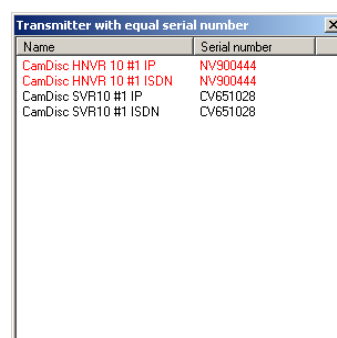 Transmitter with equal serial number
Name Serial number
CamDisc HNVR 10 #1 IP NV900444
CamDisc HNVR 10 #1 ISDN NV900444
CamDisc SVR10 #1 IP CV651028
CamDisc SVR10 #1 ISDN CV651028